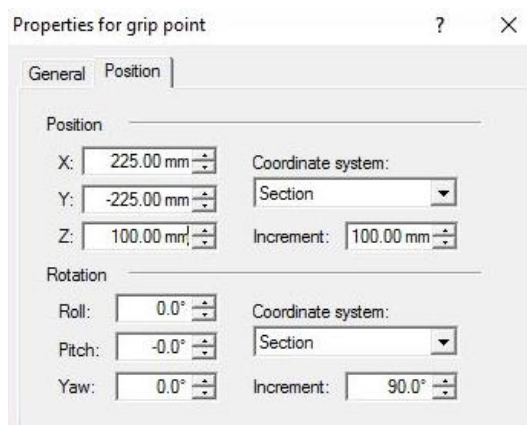 Properties for grip point ? ×
General Position
Position
X: 225.00 mm Coordinate system:
Y: -225.00 mm Section
Z: 100.00 mm Increment: 100.00 mm
Rotation
Roll: 0.0° Coordinate system:
Pitch: -0.0° Section
Yaw: 0.0° Increment: 90.0°